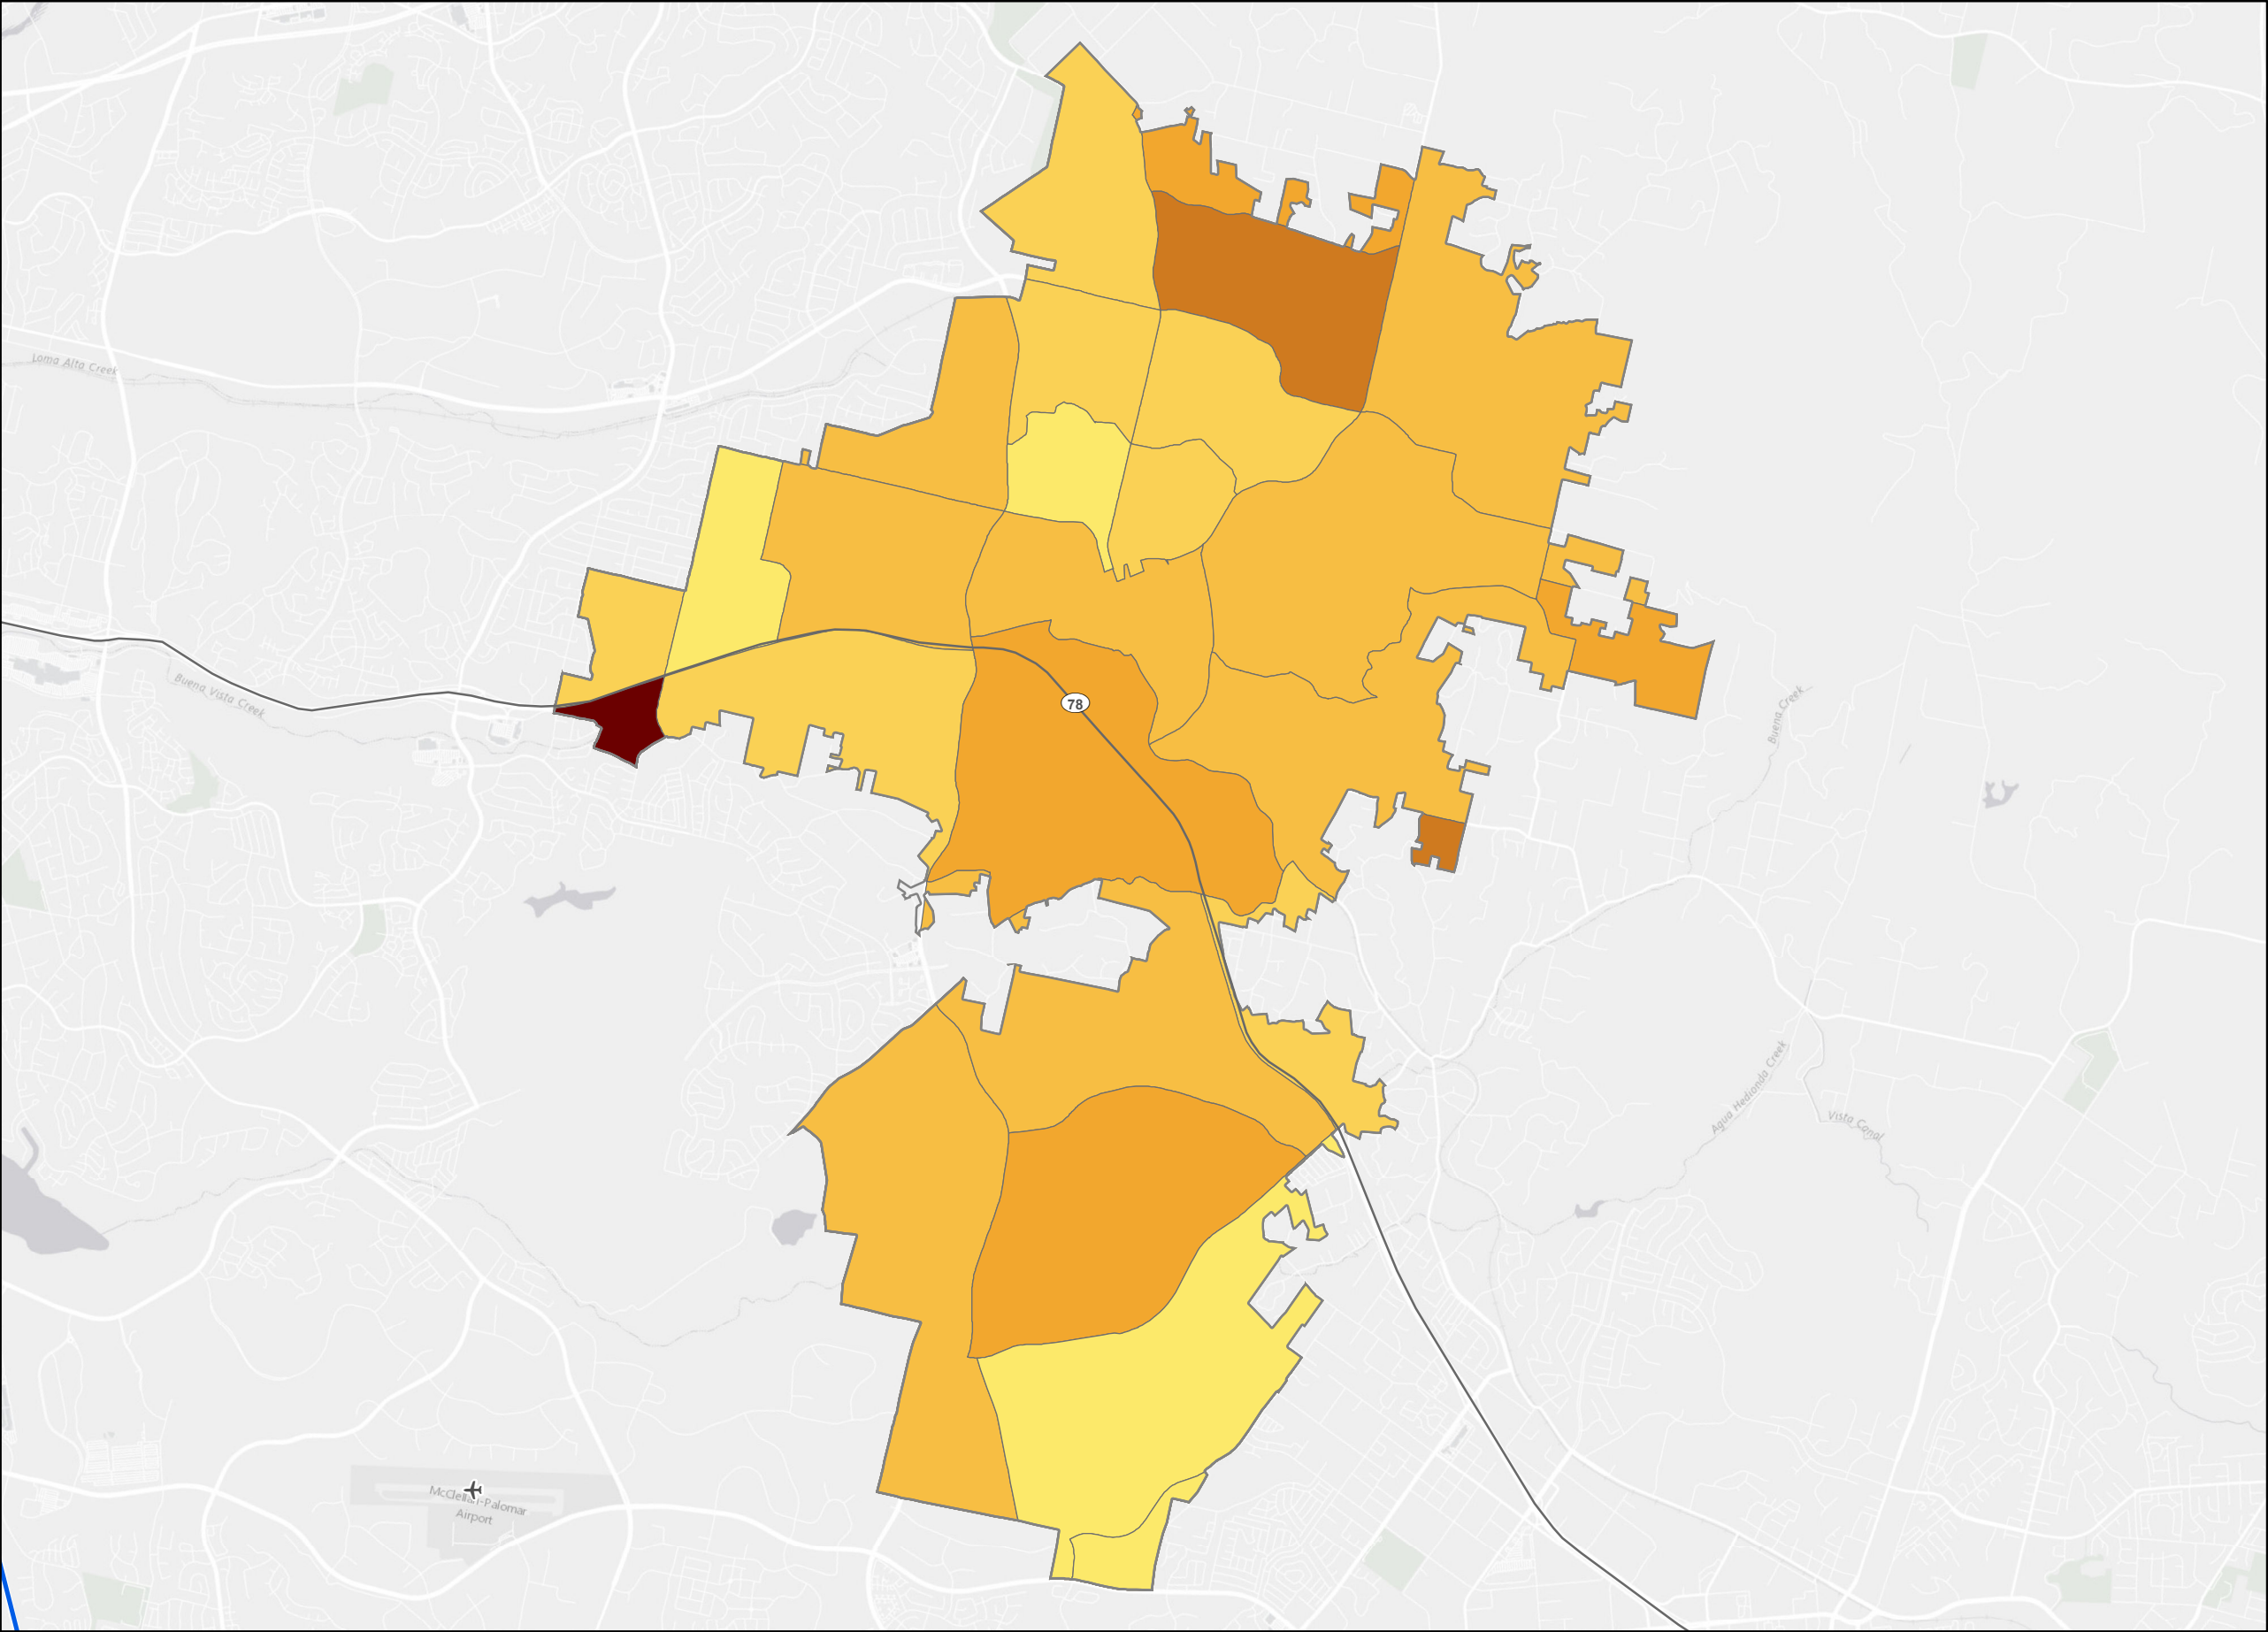 Loma Alta Creek
Buena Vista Creek
78
Buena Creek
Agua Hedionda Creek
Vista Canal
McClellan-Palomar
Airport